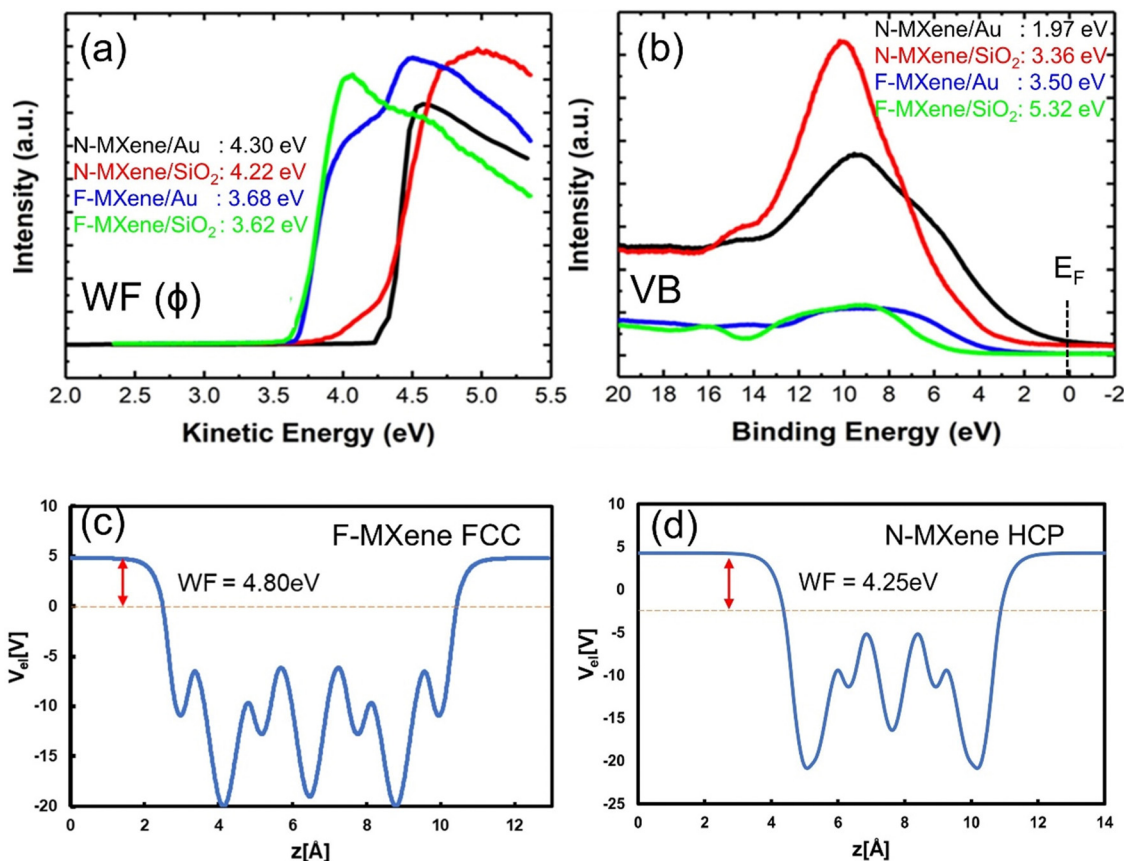 (a)
N-MXene/Au : 4.30 eV
N-MXene/SiO₂: 4.22 eV
F-MXene/Au : 3.68 eV
F-MXene/SiO₂: 3.62 eV
WF (ϕ)
Intensity (a.u.)
2.0 2.5 3.0 3.5 4.0 4.5 5.0 5.5
Kinetic Energy (eV)
(b)
N-MXene/Au : 1.97 eV
N-MXene/SiO₂ : 3.36 eV
F-MXene/Au : 3.50 eV
F-MXene/SiO₂ : 5.32 eV
VB
E_F
Intensity (a.u.)
20 18 16 14 12 10 8 6 4 2 0 -2
Binding Energy (eV)
(c)
F-MXene FCC
WF = 4.80eV
V_el[V]
10
5
0
-5
-10
-15
-20
0 2 4 6 8 10 12
z[Å]
(d)
N-MXene HCP
WF = 4.25eV
V_el[V]
10
5
0
-5
-10
-15
-20
-25
0 2 4 6 8 10 12 14
z[Å]